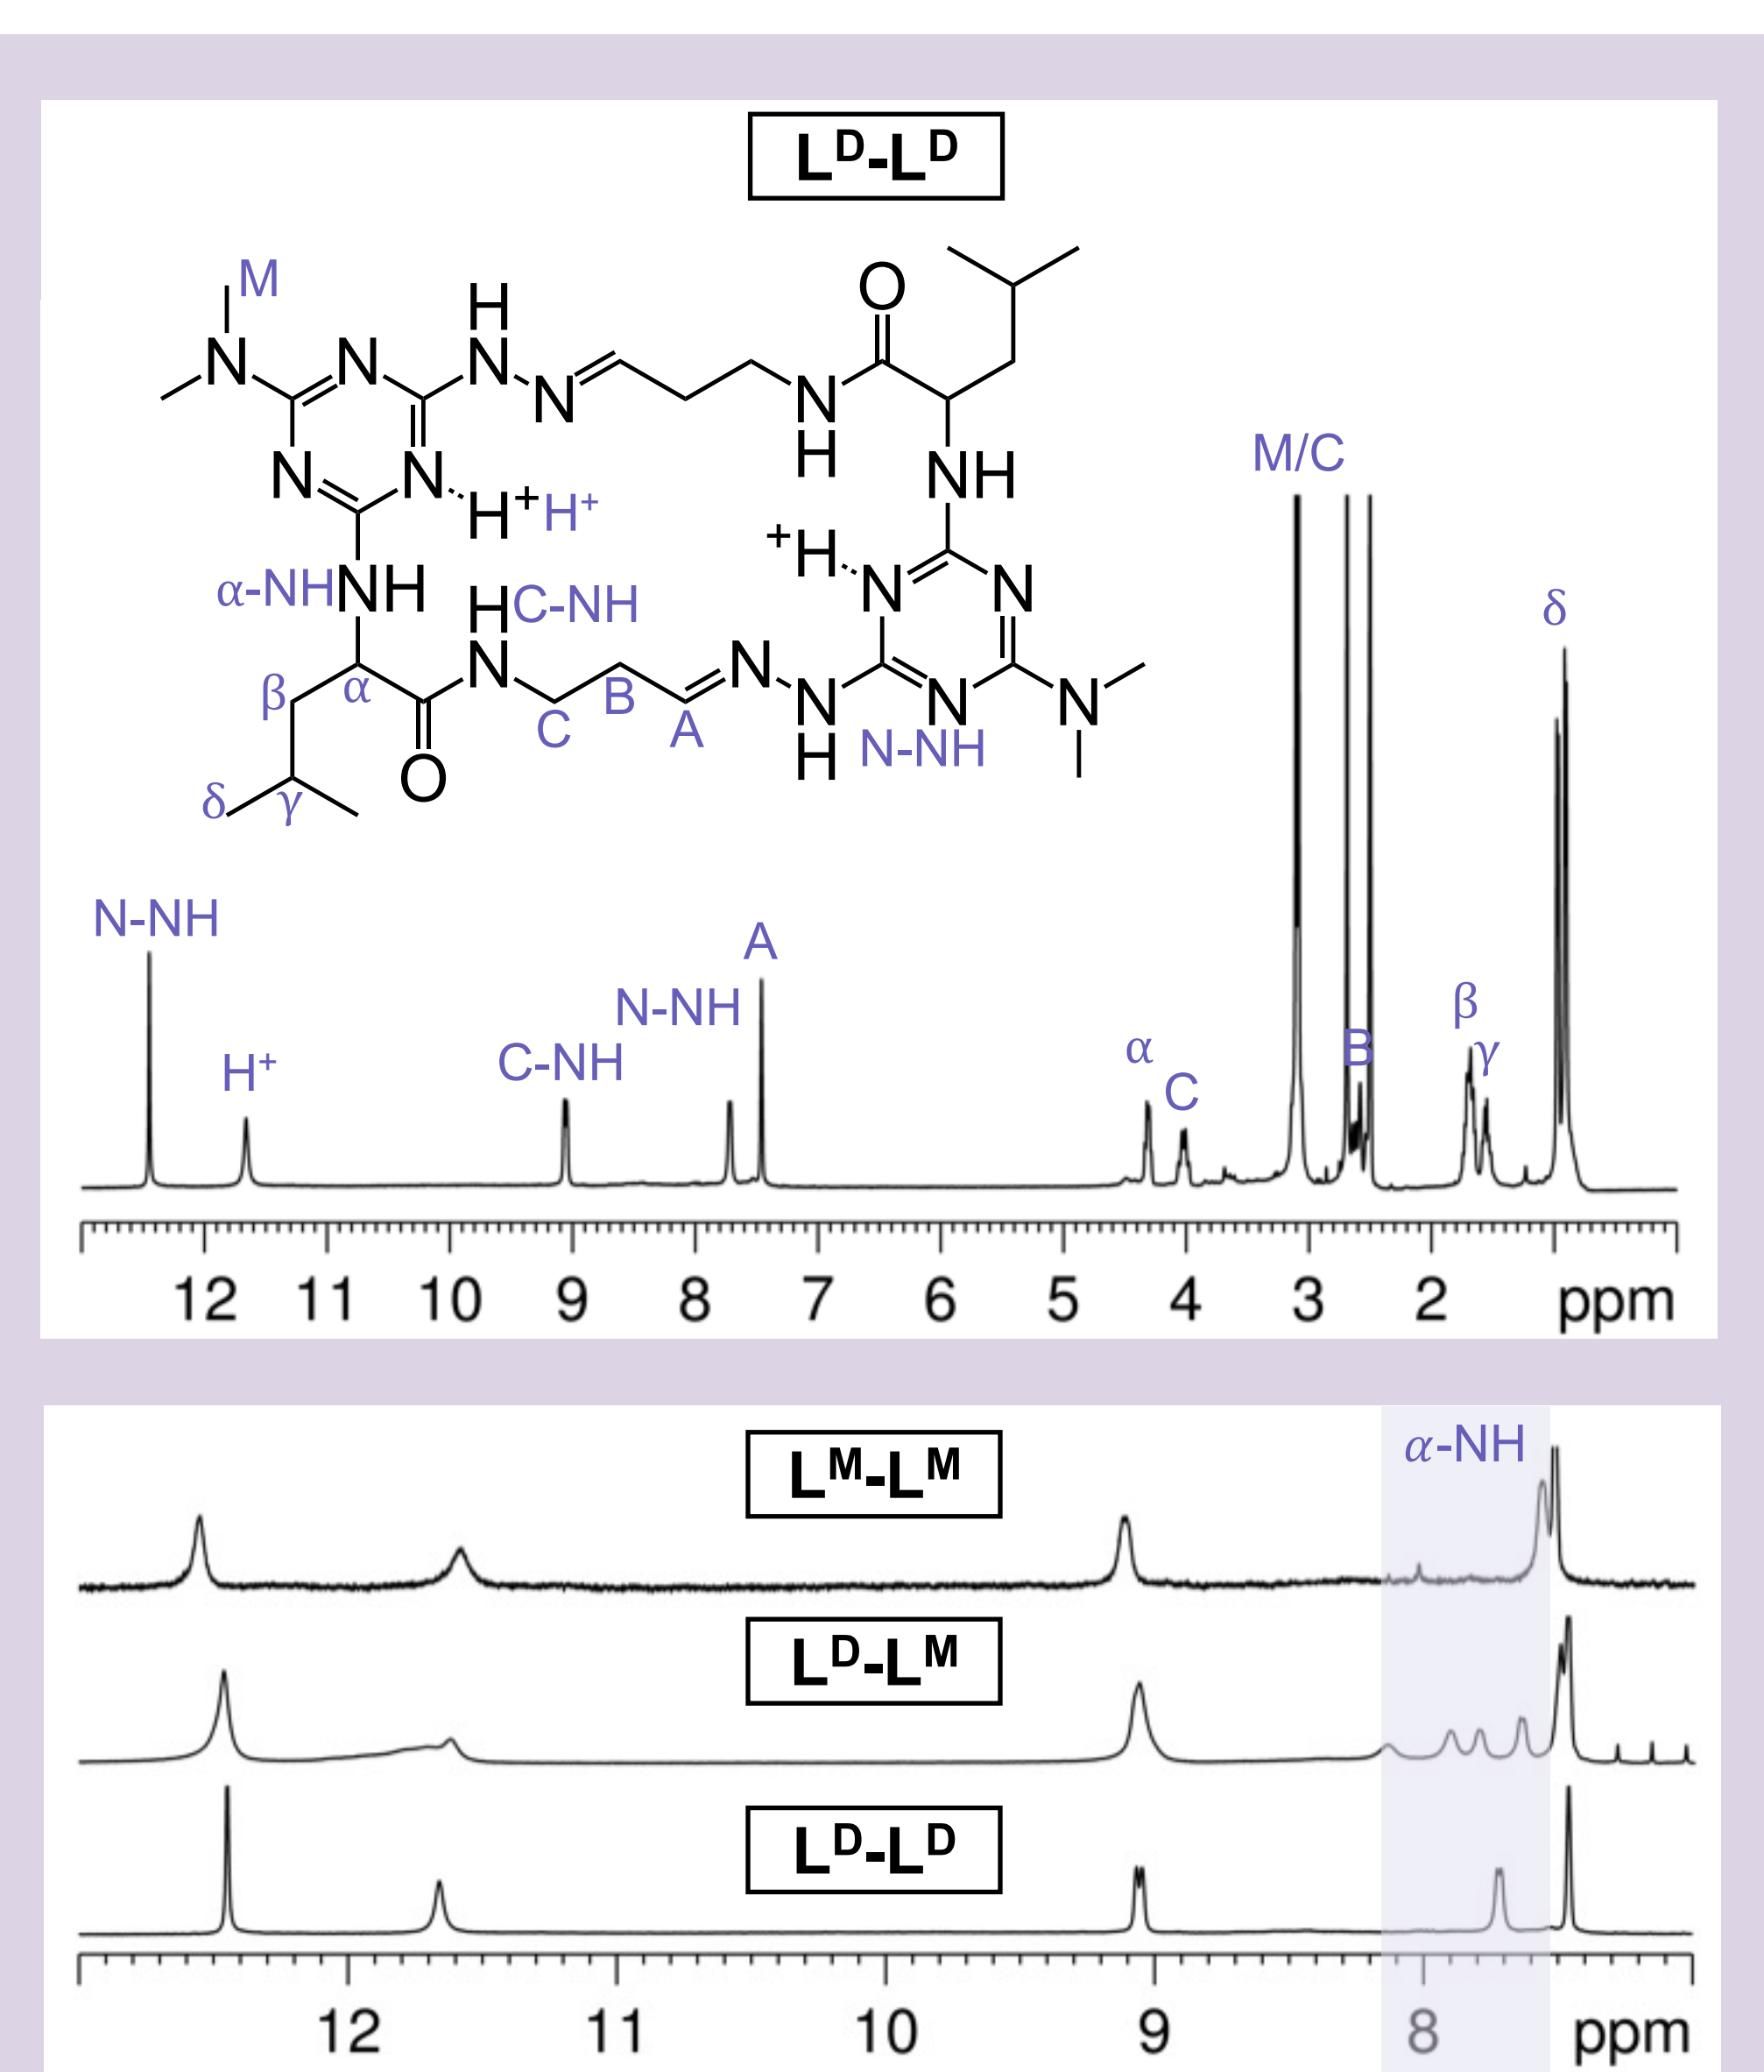 Lᴰ-Lᴰ
M
H
O
N
N
N
N
N
H
N
N
NH
H⁺
H⁺
⁺H
α-NH
NH
H
C-NH
N
N
β
α
N
N
B
N
N
N
C
A
H
N-NH
δ
γ
O
M/C
δ
N-NH
A
N-NH
β
H⁺
C-NH
α
B
γ
C
12 11 10 9 8 7 6 5 4 3 2 ppm
α-NH
Lᴹ-Lᴹ
Lᴰ-Lᴹ
Lᴰ-Lᴰ
12 11 10 9 8 ppm